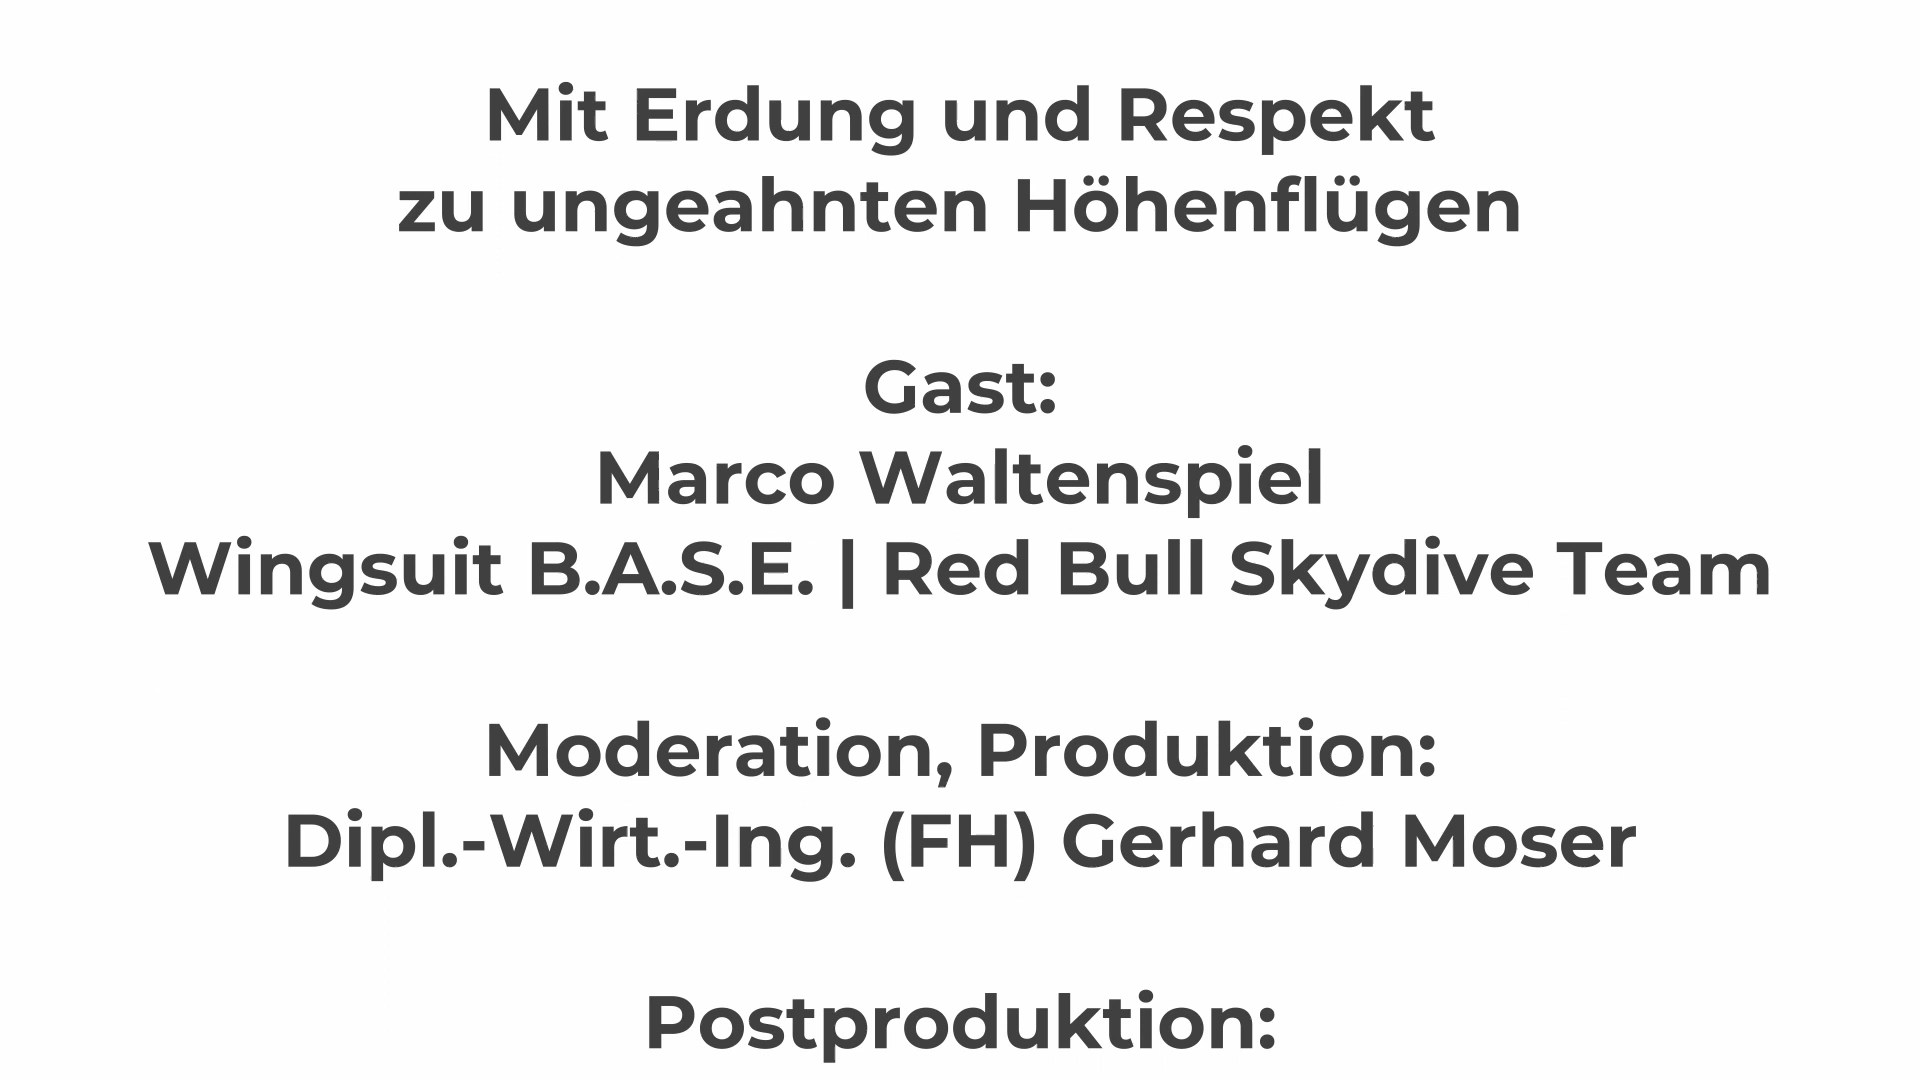 Mit Erdung und Respekt
zu ungeahnten Höhenflügen
Gast:
Marco Waltenspiel
Wingsuit B.A.S.E. | Red Bull Skydive Team
Moderation, Produktion:
Dipl.-Wirt.-Ing. (FH) Gerhard Moser
Postproduktion: